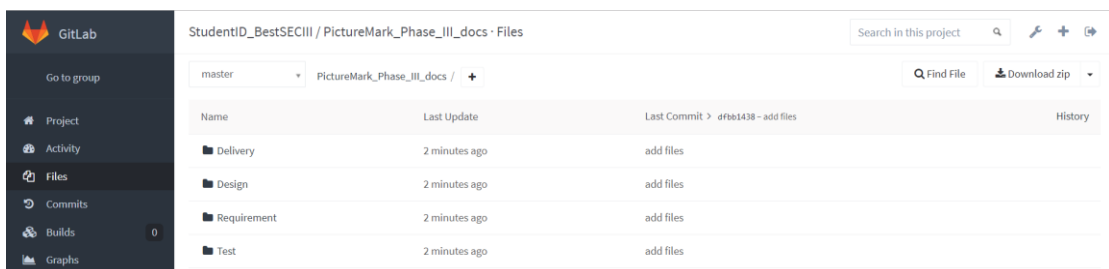 GitLab
StudentID_BestSECIII / PictureMark_Phase_III_docs · Files
Search in this project
Go to group
master
PictureMark_Phase_III_docs / +
Find File
Download zip
Project
Name Last Update Last Commit > dfbb1438 – add files History
Activity
Delivery 2 minutes ago add files
Files
Design 2 minutes ago add files
Commits
Requirement 2 minutes ago add files
Builds 0
Test 2 minutes ago add files
Graphs